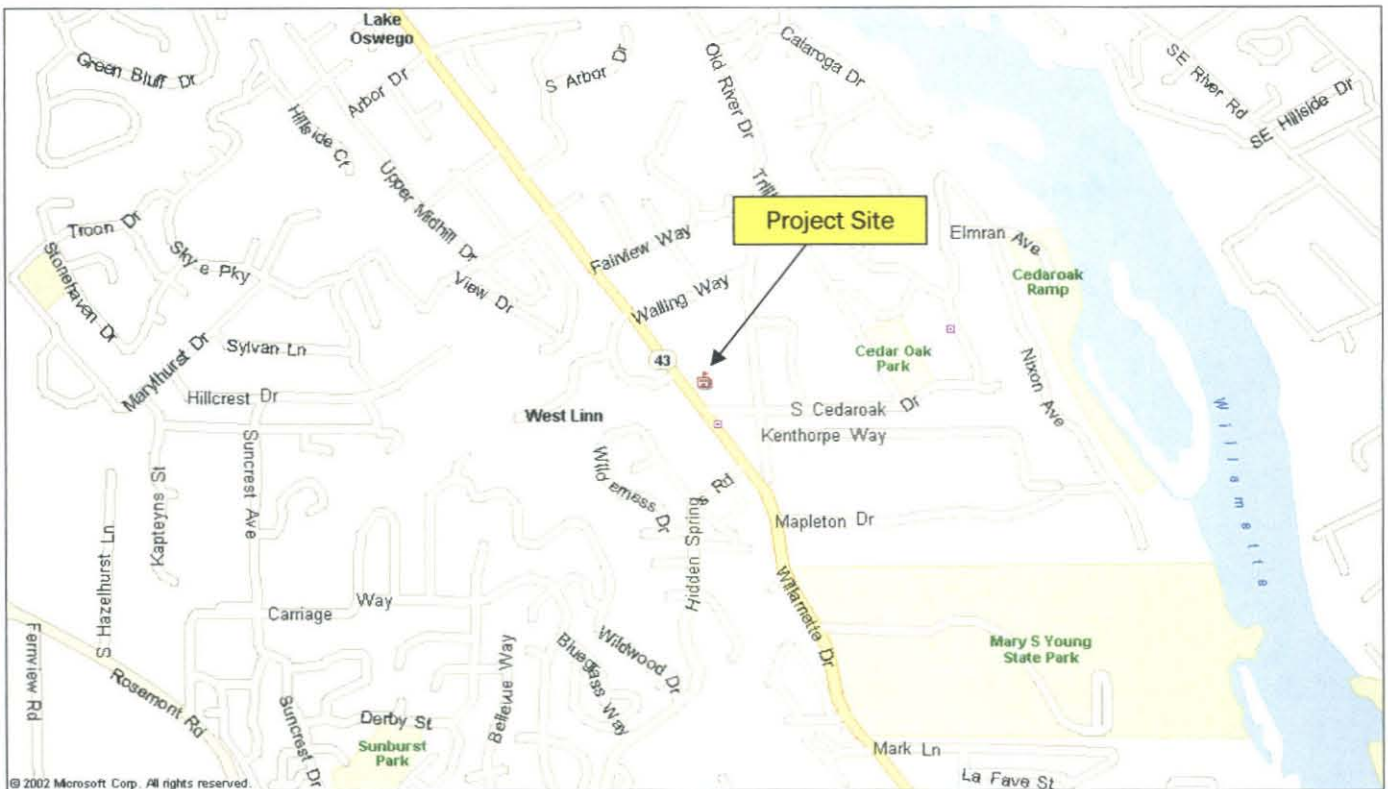 Lake
Oswego
Green Bluff Dr
Arbor Dr
S Arbor Dr
Old River Dr
Calaroga Dr
SE River Rd
SE Hillside Dr
Hillside Ct
Upper Midhill Dr
Project Site
Troon Dr
Skye Pky
Stonehaven Dr
View Dr
Fairview Way
Walling Way
Elmran Ave
Cedaroak
Ramp
Marylhurst Dr
Sylvan Ln
43
Cedar Oak
Park
Nixon Ave
Hillcrest Dr
West Linn
S Cedaroak Dr
Kenthorpe Way
Willamette
Suncrest Ave
Kapteyns St
S Hazelhurst Ln
Wilderness Dr
Hidden Springs Rd
Mapleton Dr
Carriage Way
Willamette Dr
Fernview Rd
Rosemont Rd
Bellevue Way
Bluegrass Way
Wildwood Dr
Mary S Young
State Park
Suncrest Dr
Derby St
Sunburst
Park
Mark Ln
La Fave St
© 2002 Microsoft Corp. All rights reserved.